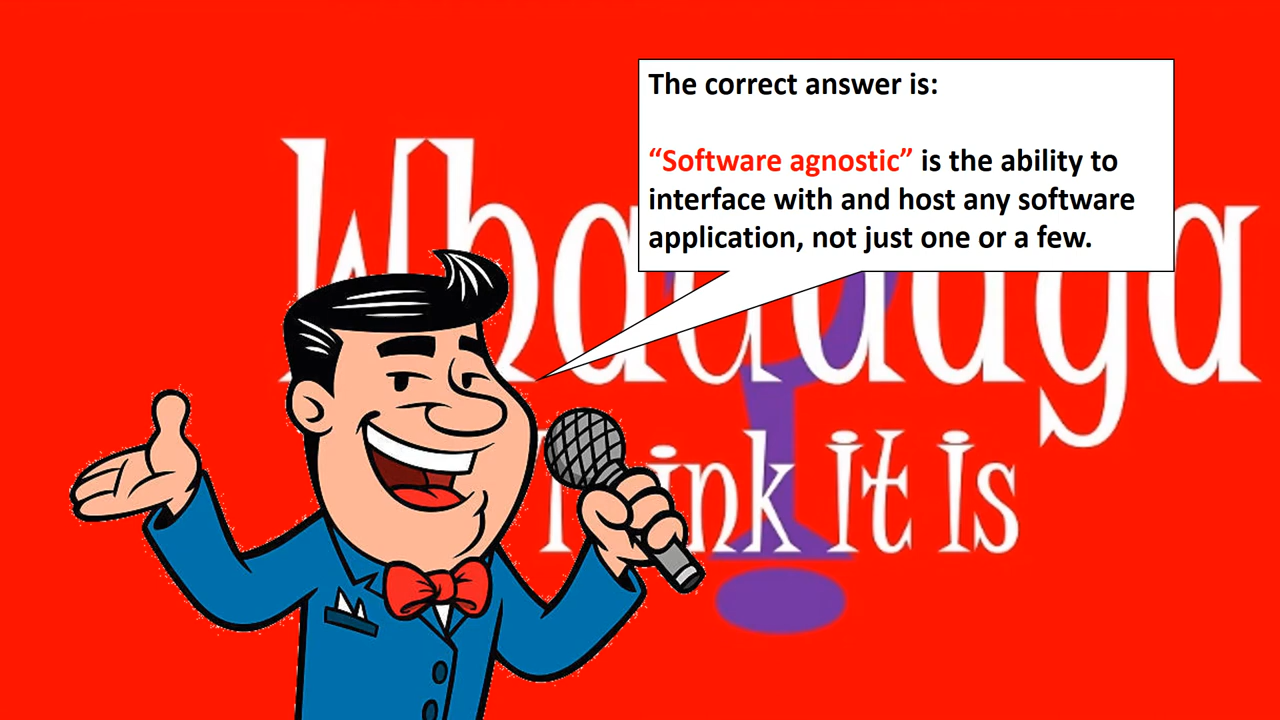 The correct answer is:
“Software agnostic” is the ability to
interface with and host any software
application, not just one or a few.
It Is